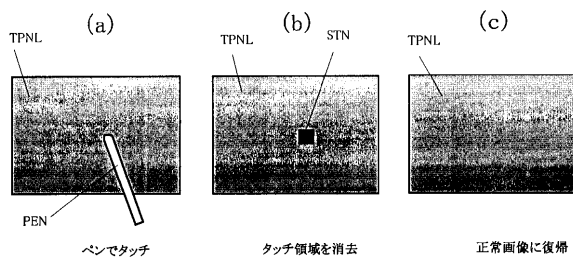 (a)
(b)
(c)
TPNL
TPNL
STN
TPNL
PEN
ペンでタッチ
タッチ領域を消去
正常画像に復帰